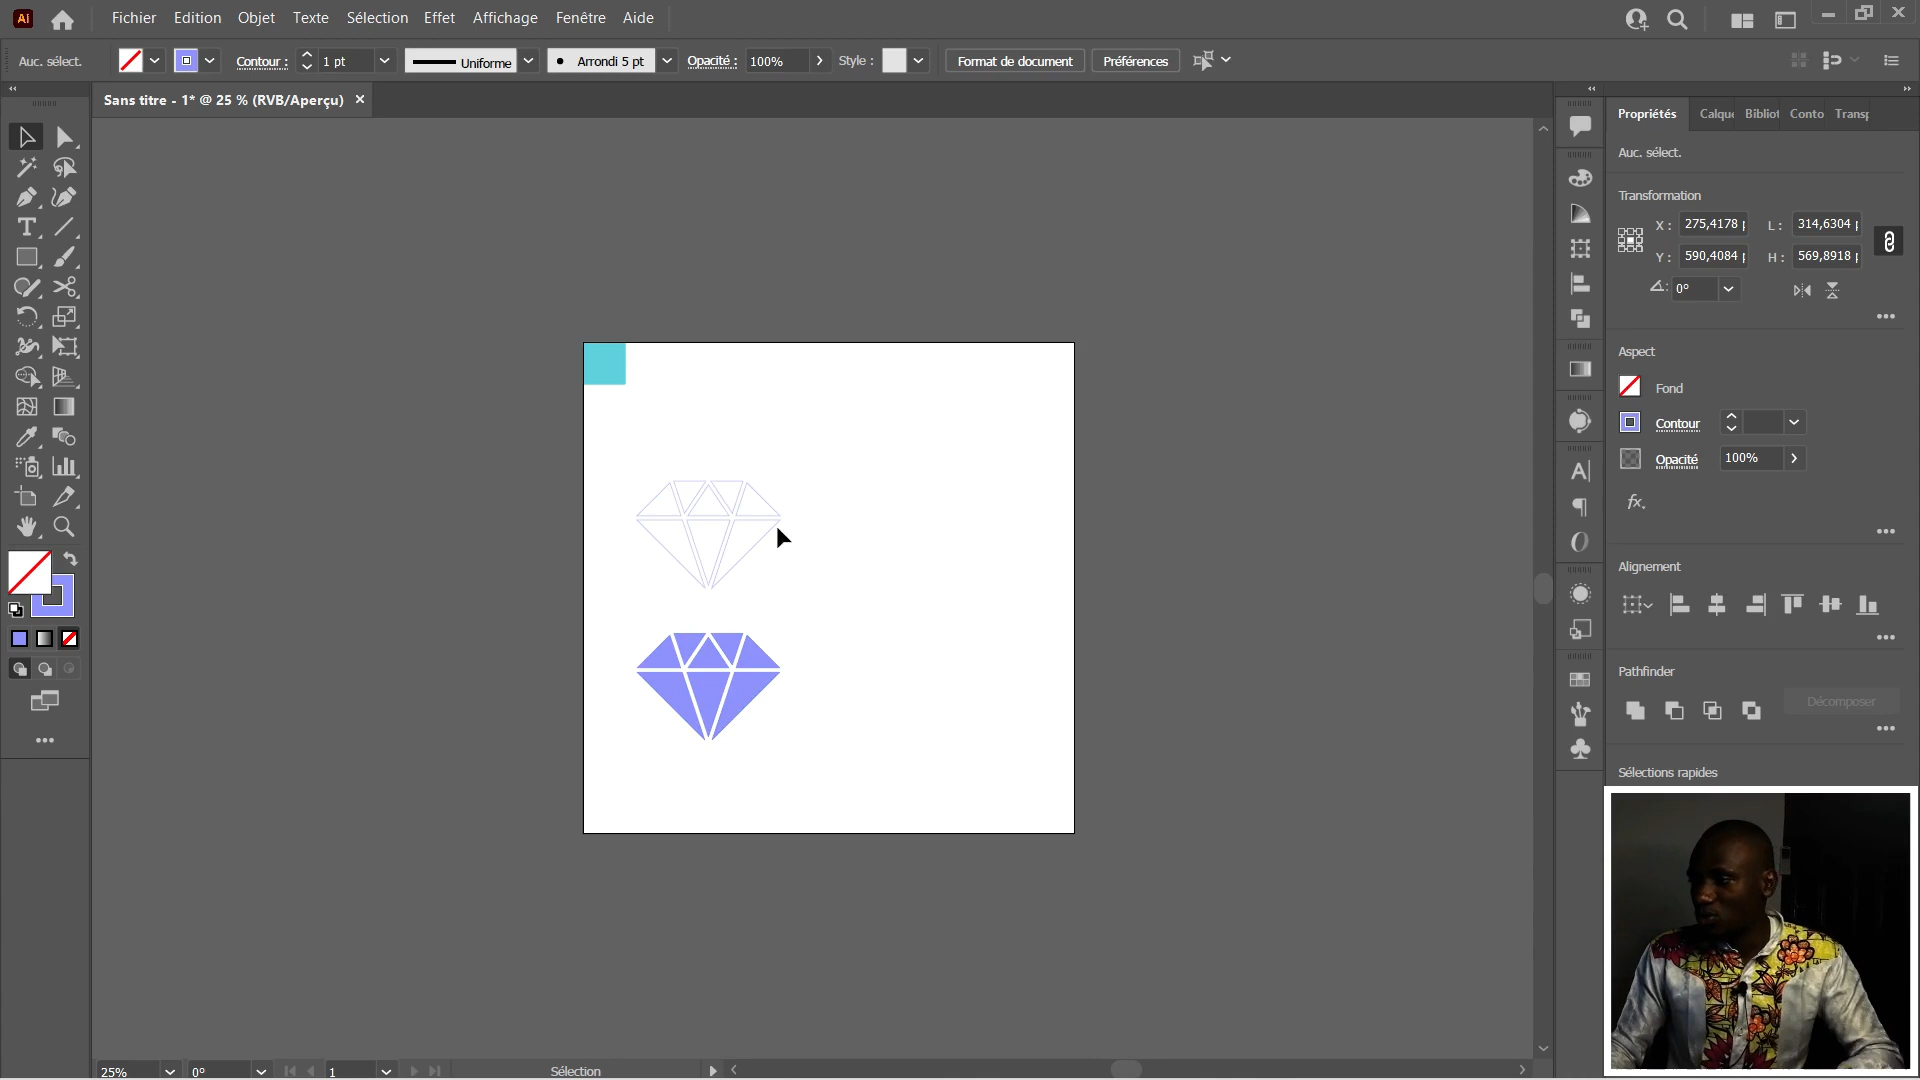 Ai Fichier Edition Objet Texte Sélection Effet Affichage Fenêtre Aide
Auc. sélect. Contour : 1 pt Uniforme Arrondi 5 pt Opacité : 100% Style : Format de document Préférences
Sans titre - 1* @ 25 % (RVB/Aperçu) ×
Propriétés Calque Bibliot Conto Transp
Auc. sélect.
Transformation
X : 275,4178 p L : 314,6304 p
Y : 590,4084 p H : 569,8918 p
0°
Aspect
Fond
Contour
Opacité 100%
fx.
Alignement
Pathfinder
Décomposer
Sélections rapides
25% 0° 1 Sélection